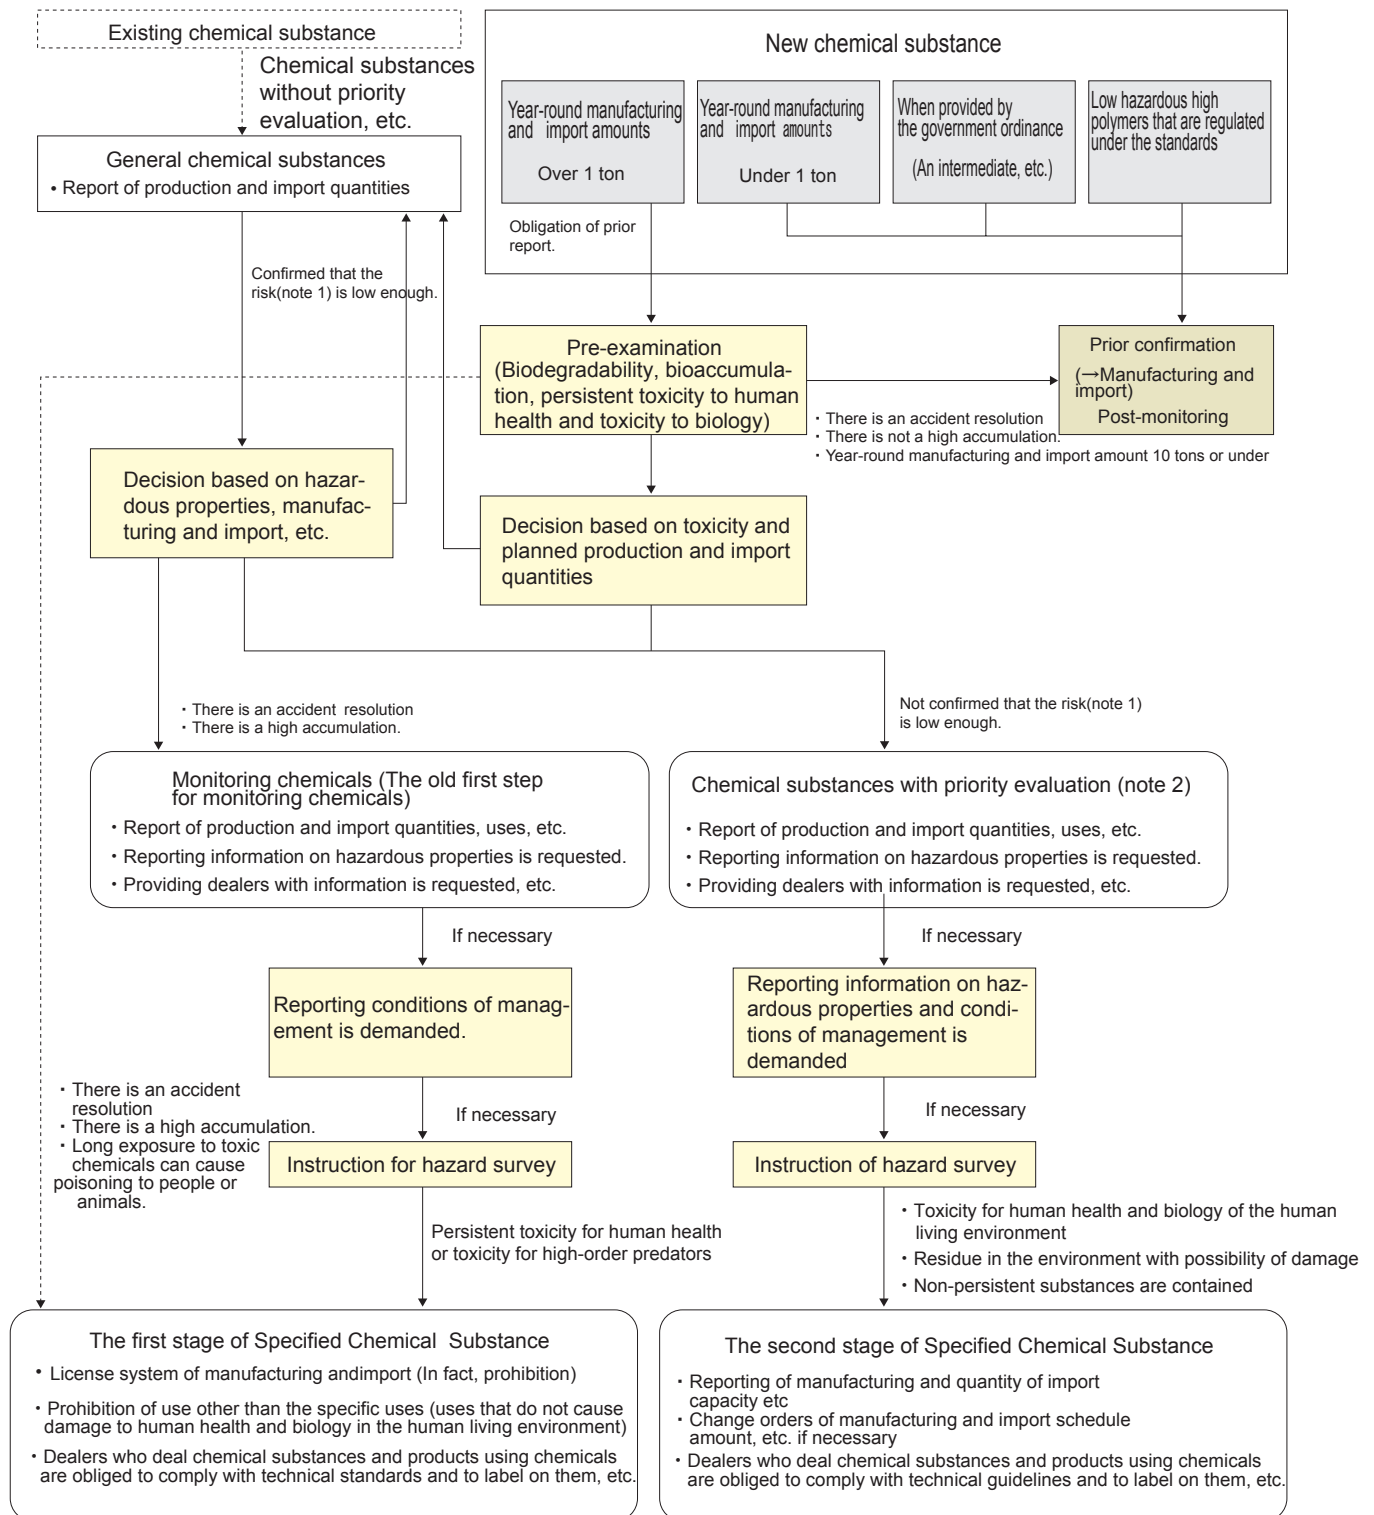 Existing chemical substance
Chemical substances
without priority
evaluation, etc.
General chemical substances
• Report of production and import quantities
New chemical substance
Year-round manufacturing
and import amounts
Over 1 ton
Year-round manufacturing
and import amounts
Under 1 ton
When provided by
the government ordinance
(An intermediate, etc.)
Low hazardous high
polymers that are regulated
under the standards
Obligation of prior
report.
Confirmed that the
risk(note 1) is low enough.
Pre-examination
(Biodegradability, bioaccumula-
tion, persistent toxicity to human
health and toxicity to biology)
Prior confirmation
(→Manufacturing and
import)
Post-monitoring
・There is an accident resolution
・There is not a high accumulation.
・Year-round manufacturing and import amount 10 tons or under
Decision based on hazar-
dous properties, manufac-
turing and import, etc.
Decision based on toxicity and
planned production and import
quantities
・There is an accident resolution
・There is a high accumulation.
Not confirmed that the risk(note 1)
is low enough.
Monitoring chemicals (The old first step
for monitoring chemicals)
・Report of production and import quantities, uses, etc.
・Reporting information on hazardous properties is requested.
・Providing dealers with information is requested, etc.
Chemical substances with priority evaluation (note 2)
・Report of production and import quantities, uses, etc.
・Reporting information on hazardous properties is requested.
・Providing dealers with information is requested, etc.
If necessary
If necessary
Reporting conditions of manag-
ement is demanded.
Reporting information on haz-
ardous properties and condi-
tions of management is
demanded
・There is an accident
resolution
・There is a high accumulation.
・Long exposure to toxic
chemicals can cause
poisoning to people or
animals.
If necessary
If necessary
Instruction for hazard survey
Instruction of hazard survey
Persistent toxicity for human health
or toxicity for high-order predators
・Toxicity for human health and biology of the human
living environment
・Residue in the environment with possibility of damage
・Non-persistent substances are contained
The first stage of Specified Chemical Substance
• License system of manufacturing andimport (In fact, prohibition)
・Prohibition of use other than the specific uses (uses that do not cause
damage to human health and biology in the human living environment)
・Dealers who deal chemical substances and products using chemicals
are obliged to comply with technical standards and to label on them, etc.
The second stage of Specified Chemical Substance
・Reporting of manufacturing and quantity of import
capacity etc
・Change orders of manufacturing and import schedule
amount, etc. if necessary
・Dealers who deal chemical substances and products using chemicals
are obliged to comply with technical guidelines and to label on them, etc.